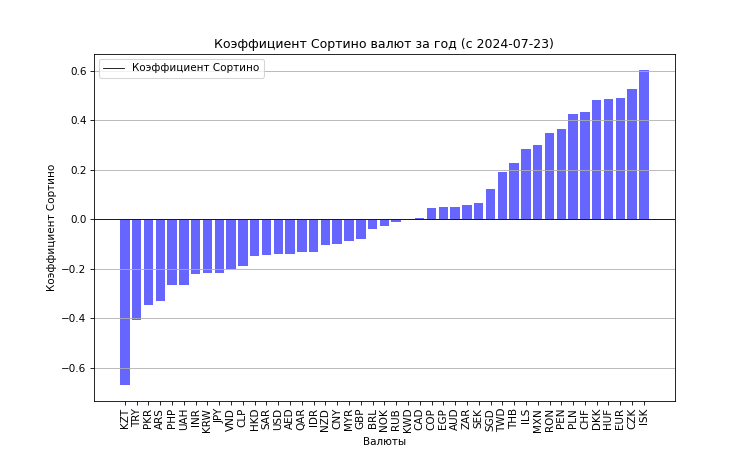 Коэффициент Сортино валют за год (с 2024-07-23)
Коэффициент Сортино
0.6
0.4
0.2
0.0
−0.2
−0.4
−0.6
Коэффициент Сортино
KZT TRY PKR ARS PHP UAH INR KRW JPY VND CLP HKD SAR USD AED QAR IDR NZD CNY MYR GBP BRL NOK RUB KWD CAD COP EGP AUD ZAR SEK SGD TWD THB ILS MXN RON PEN PLN CHF DKK HUF EUR CZK ISK
Валюты